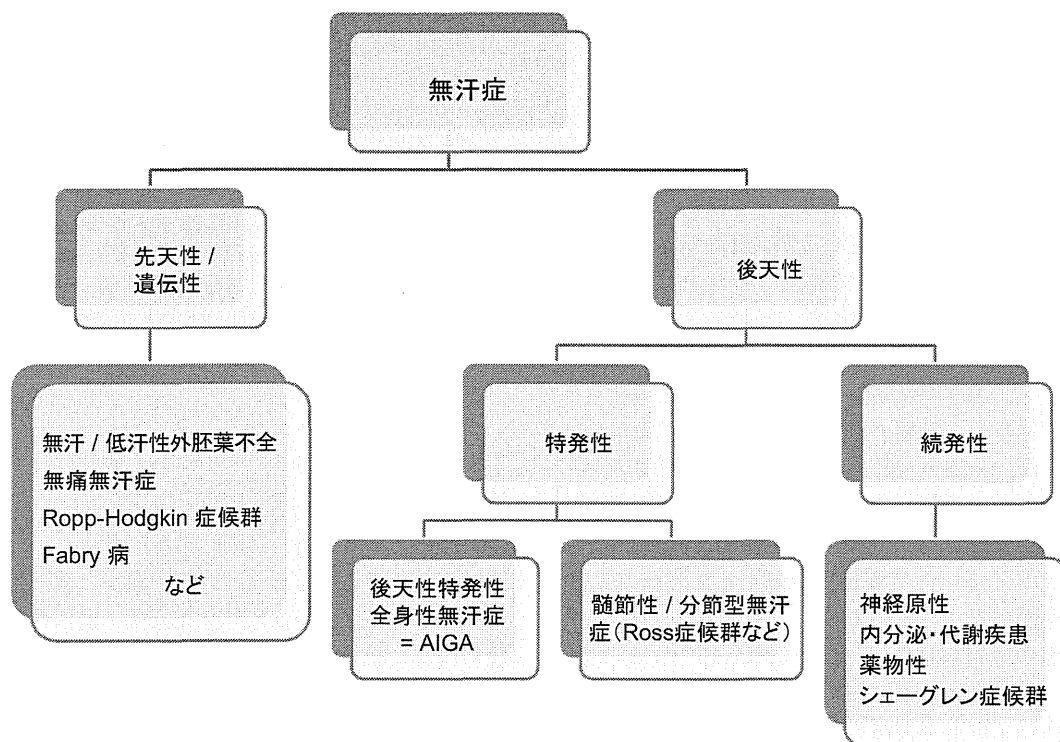 無汗症
先天性 /
遺伝性
後天性
無汗 / 低汗性外胚葉不全
無痛無汗症
Ropp-Hodgkin 症候群
Fabry 病
など
特発性
続発性
後天性特発性
全身性無汗症
= AIGA
髄節性 / 分節型無汗
症(Ross症候群など)
神経原性
内分泌・代謝疾患
薬物性
シェーグレン症候群